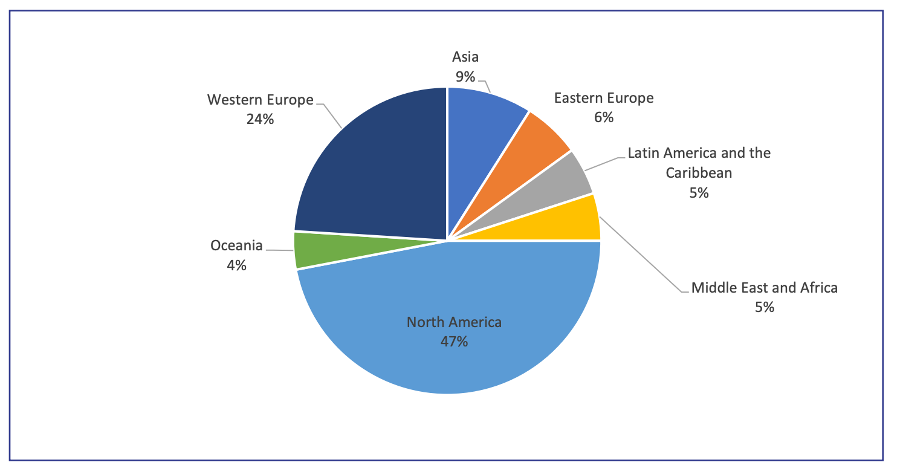 Asia
9%
Eastern Europe
6%
Latin America and the
Caribbean
5%
Middle East and Africa
5%
North America
47%
Oceania
4%
Western Europe
24%